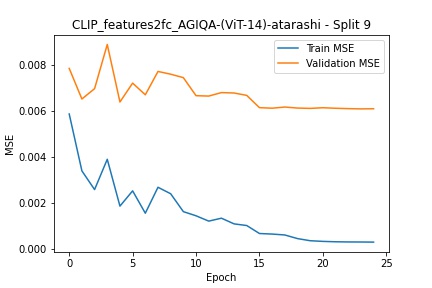 CLIP_features2fc_AGIQA-(ViT-14)-atarashi - Split 9
Train MSE
Validation MSE
MSE
0.008
0.006
0.004
0.002
0.000
0
5
10
15
20
25
Epoch